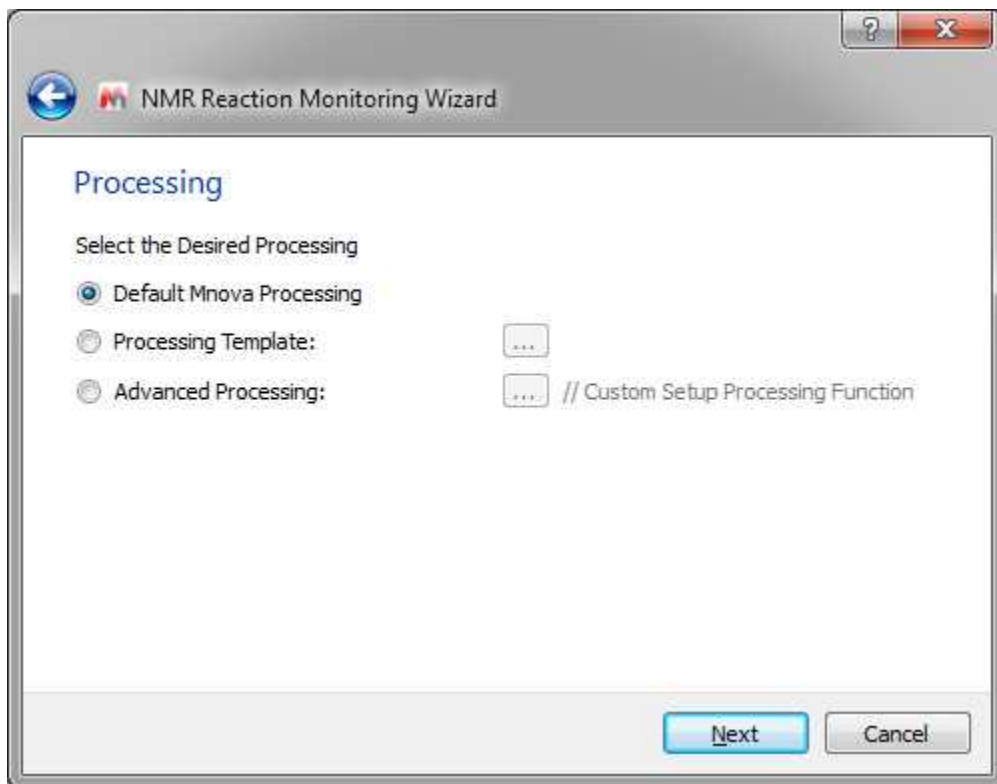 NMR Reaction Monitoring Wizard
Processing
Select the Desired Processing
Default Mnova Processing
Processing Template:
...
Advanced Processing:
... // Custom Setup Processing Function
Next
Cancel